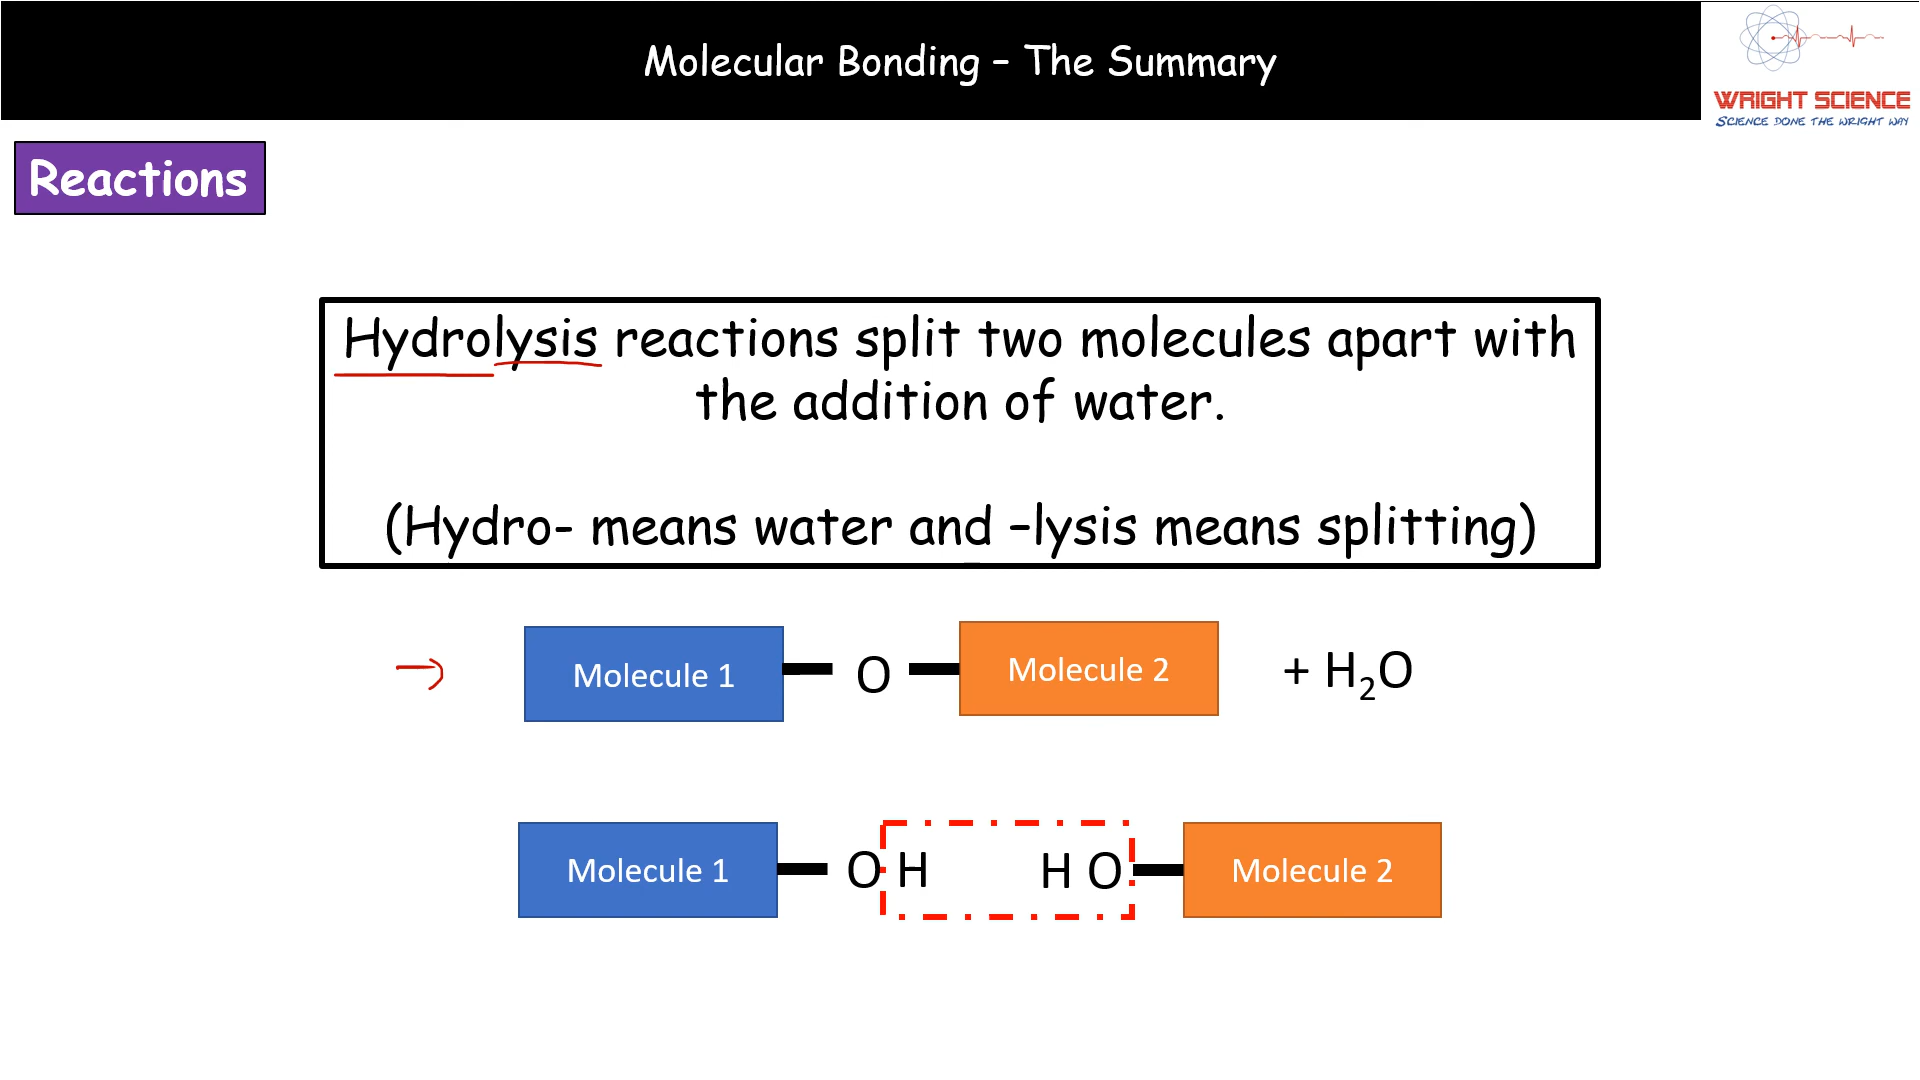 Molecular Bonding – The Summary
WRIGHT SCIENCE
SCIENCE DONE THE WRIGHT WAY
Reactions
Hydrolysis reactions split two molecules apart with
the addition of water.
(Hydro- means water and –lysis means splitting)
Molecule 1 O Molecule 2 + H₂O
Molecule 1 O H H O Molecule 2